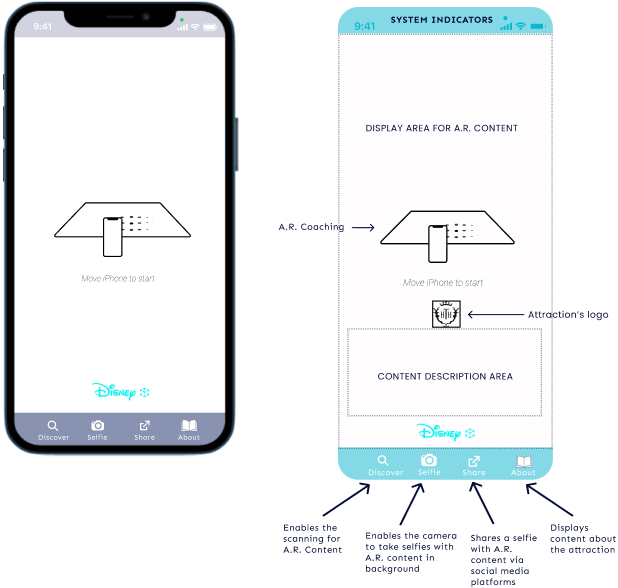 9:41
Move iPhone to start
Disney
Discover Selfie Share About
SYSTEM INDICATORS
9:41
DISPLAY AREA FOR A.R. CONTENT
A.R. Coaching
Move iPhone to start
HTH
Attraction's logo
CONTENT DESCRIPTION AREA
Disney
Discover Selfie Share About
Enables the
scanning for
A.R. Content
Enables the camera
to take selfies with
A.R. content in
background
Shares a selfie
with A.R.
content via
social media
platforms
Displays
content about
the attraction